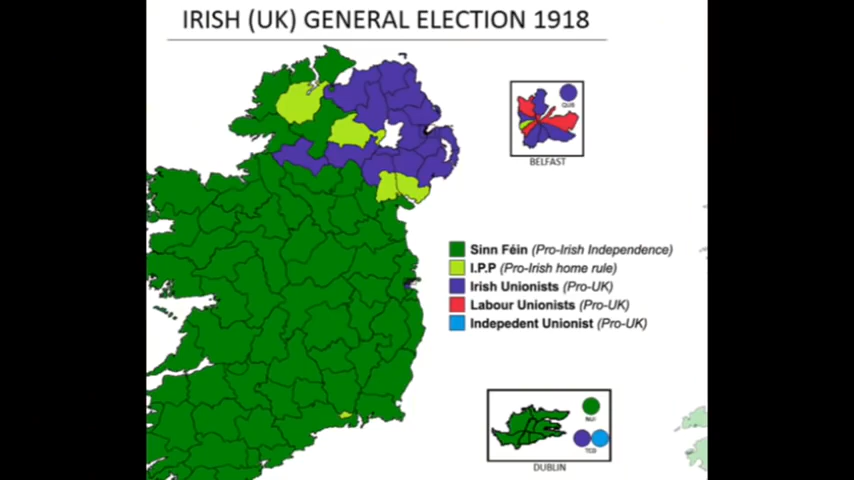 IRISH (UK) GENERAL ELECTION 1918
QUB
BELFAST
Sinn Féin (Pro-Irish Independence)
I.P.P (Pro-Irish home rule)
Irish Unionists (Pro-UK)
Labour Unionists (Pro-UK)
Indepedent Unionist (Pro-UK)
NUI
TCD
DUBLIN